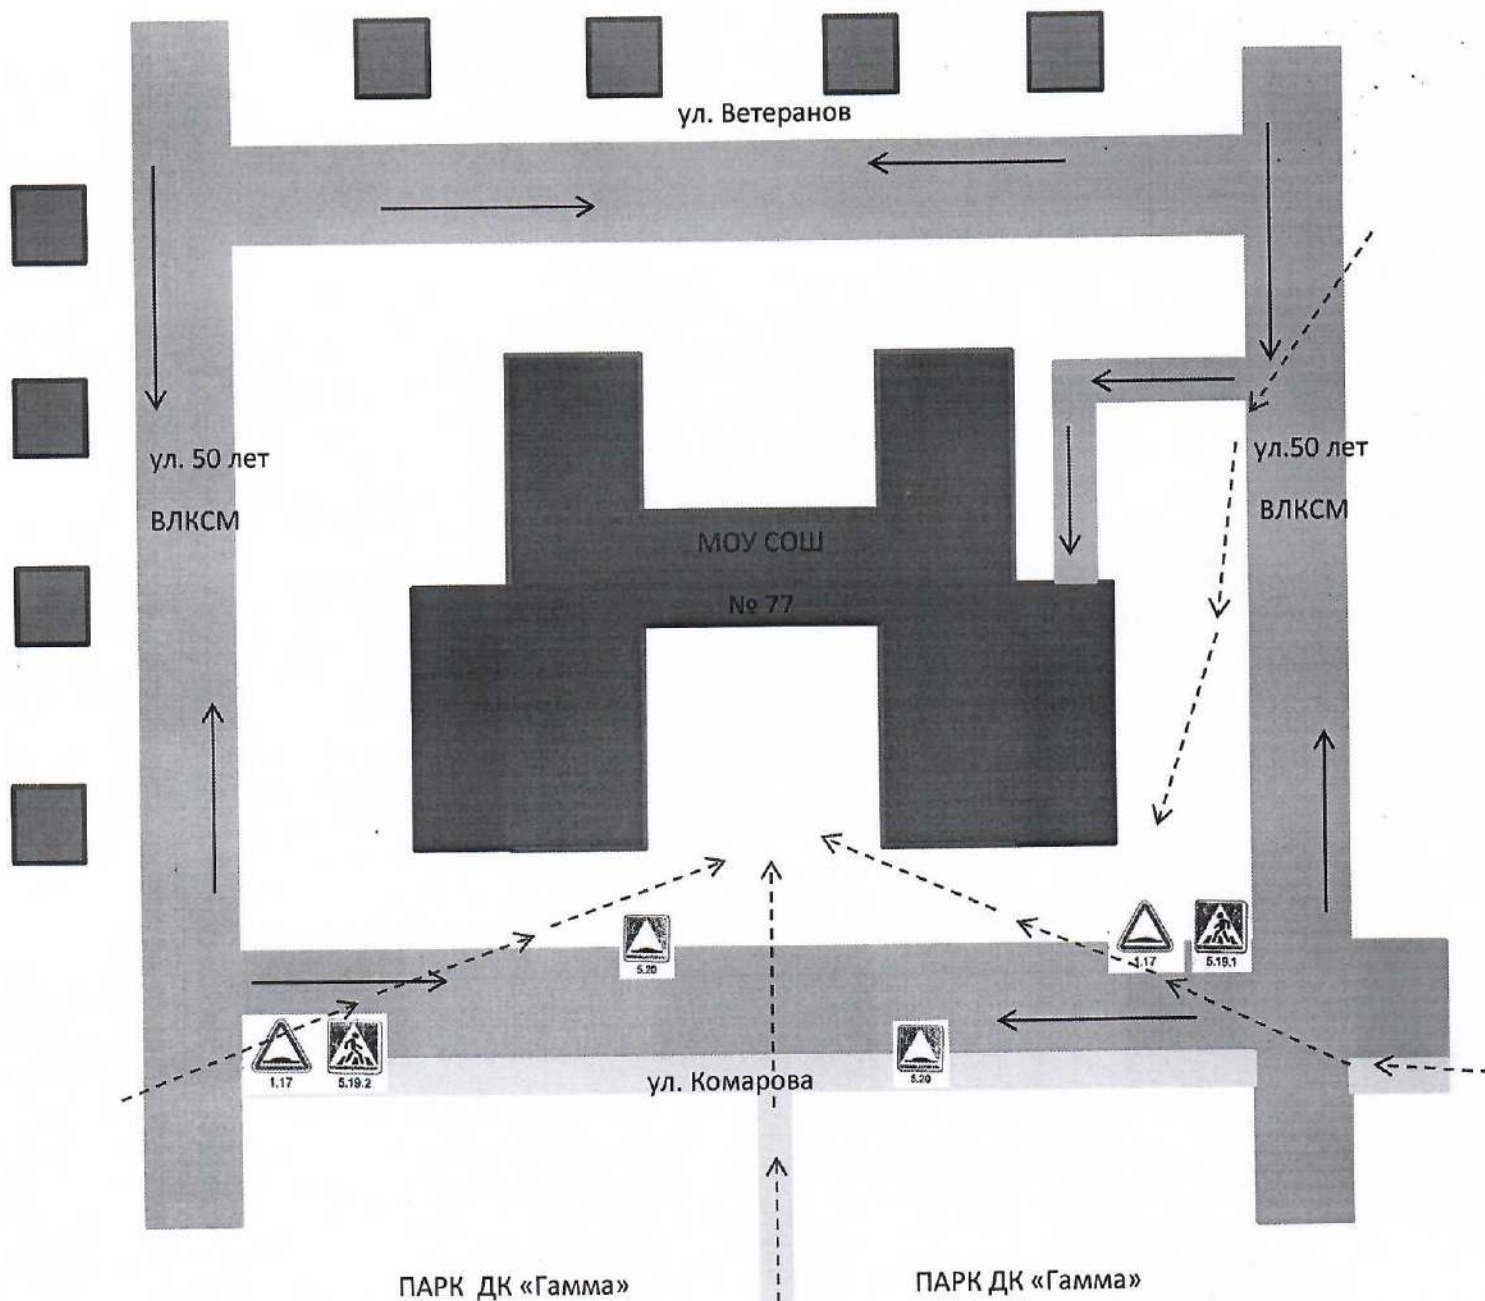 ул. Ветеранов
ул. 50 лет
ВЛКСМ
ул.50 лет
ВЛКСМ
МОУ СОШ
№ 77
5.20
1.17
5.19.1
1.17
5.19.2
5.20
ул. Комарова
ПАРК ДК «Гамма»
ПАРК ДК «Гамма»